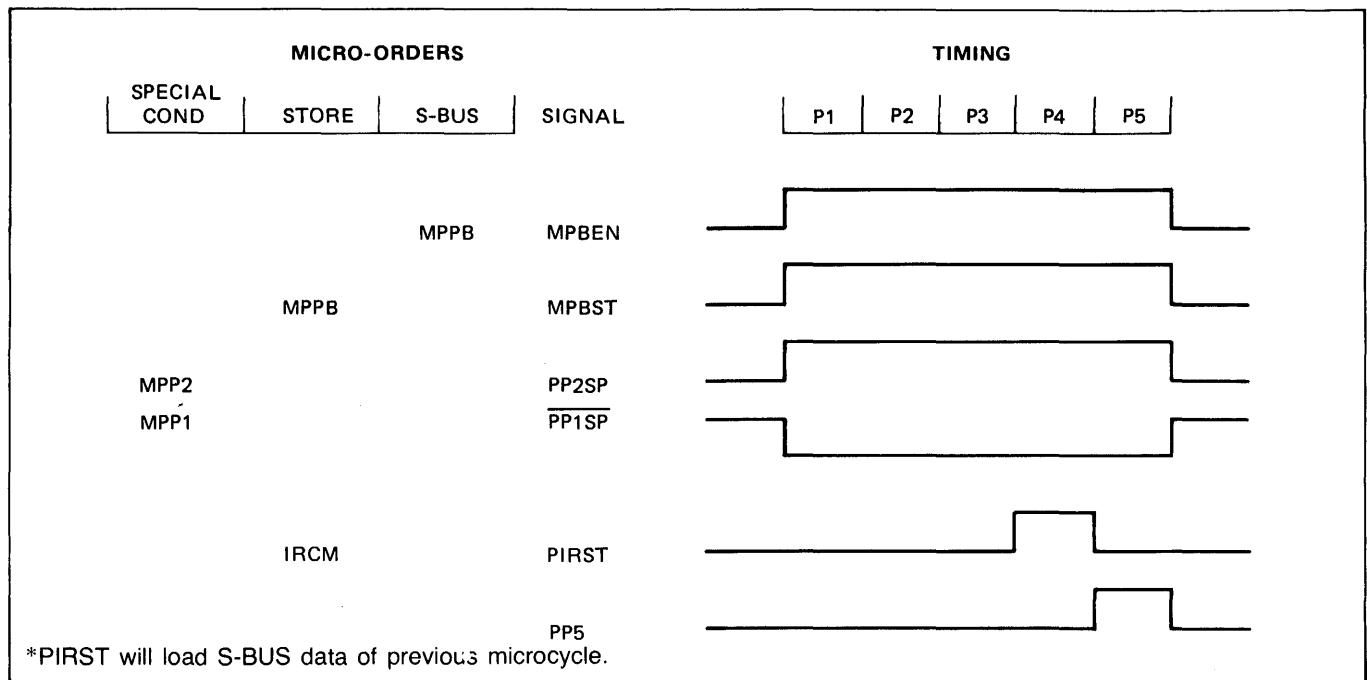 MICRO-ORDERS TIMING
SPECIAL
COND STORE S-BUS SIGNAL P1 P2 P3 P4 P5
MPPB MPBEN
MPPB MPBST
MPP2 PP2SP
MPP1 PP1SP
IRCM PIRST
PP5
*PIRST will load S-BUS data of previous microcycle.